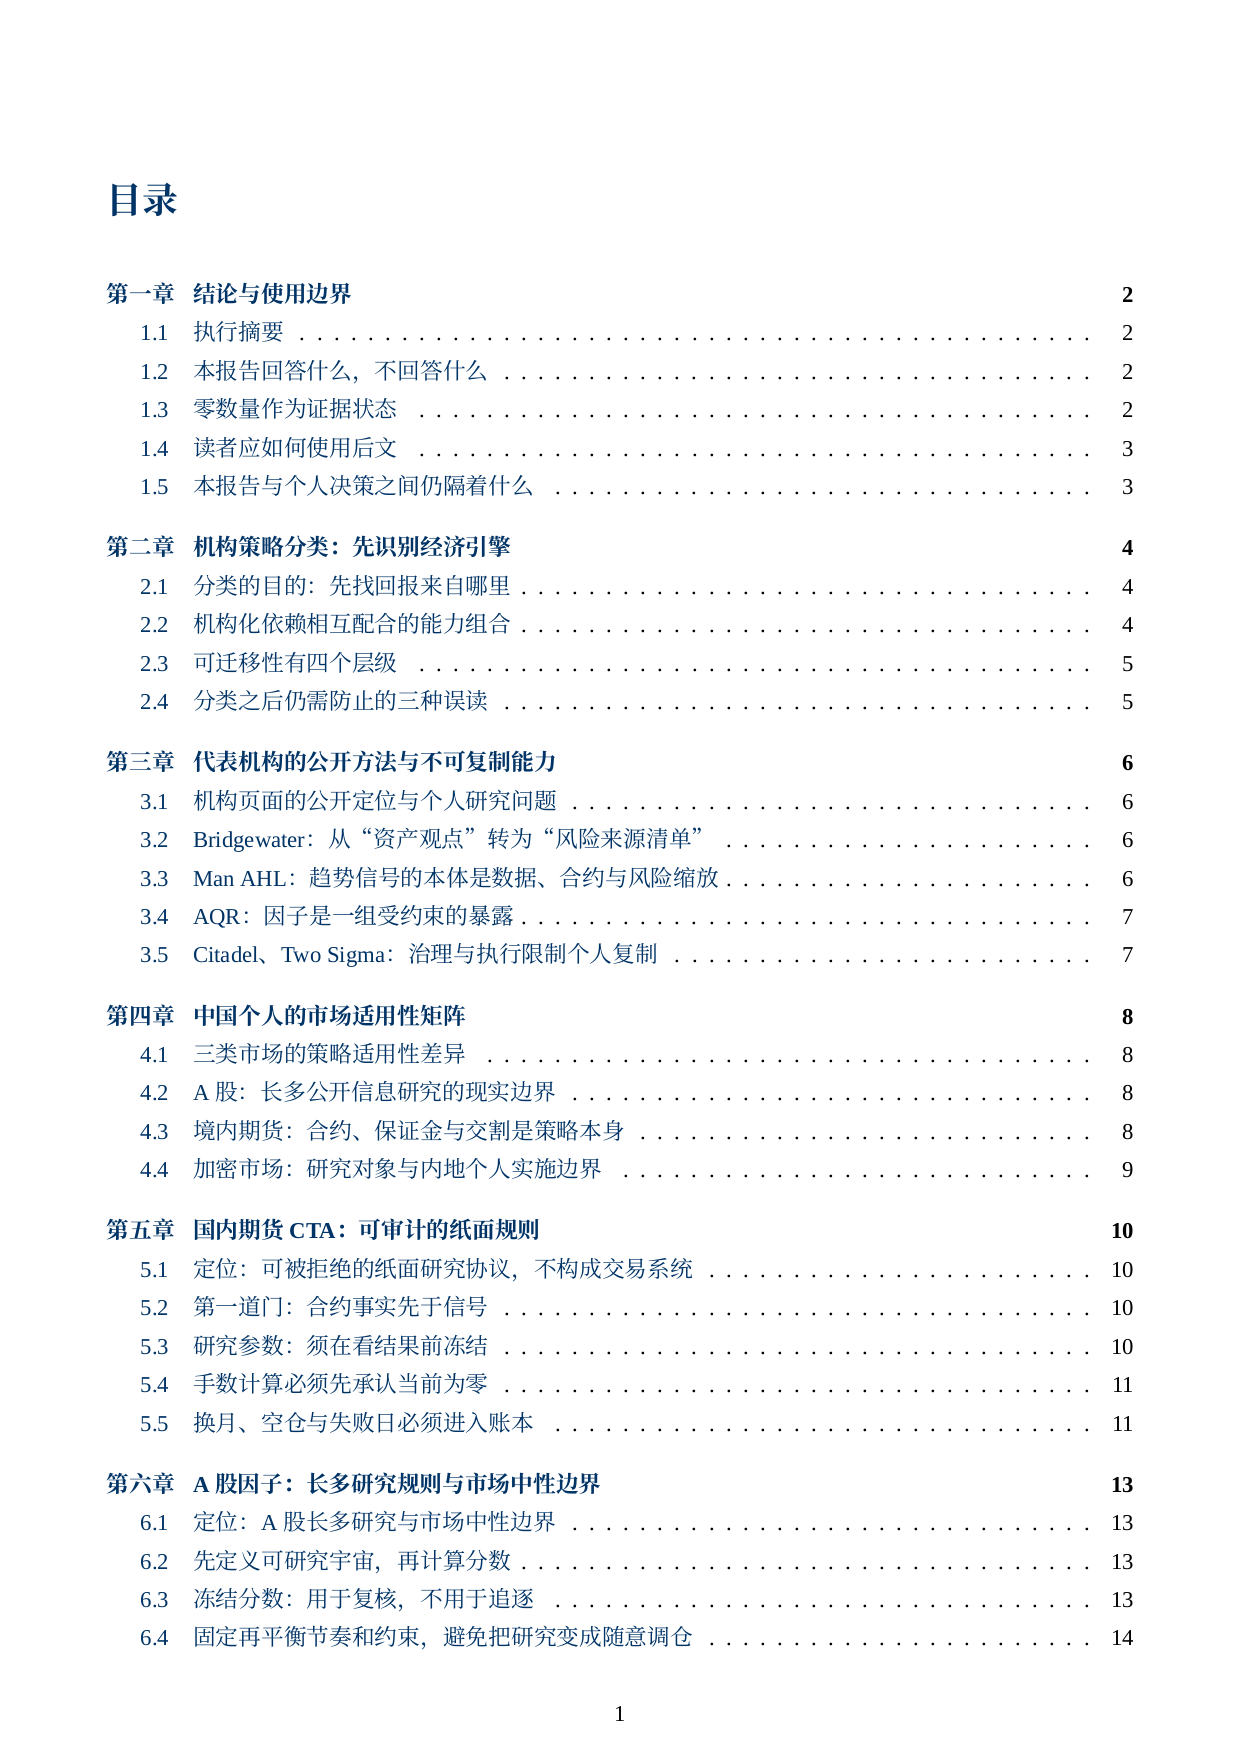 目录
第一章 结论与使用边界 2
1.1 执行摘要 . . . . . . . . . . . . . . . . . . . . 2
1.2 本报告回答什么，不回答什么 . . . . . . . . . . . . . . . . . . . . 2
1.3 零数量作为证据状态 . . . . . . . . . . . . . . . . . . . . 2
1.4 读者应如何使用后文 . . . . . . . . . . . . . . . . . . . . 3
1.5 本报告与个人决策之间仍隔着什么 . . . . . . . . . . . . . . . . . . . . 3
第二章 机构策略分类：先识别经济引擎 4
2.1 分类的目的：先找回报来自哪里 . . . . . . . . . . . . . . . . . . . . 4
2.2 机构化依赖相互配合的能力组合 . . . . . . . . . . . . . . . . . . . . 4
2.3 可迁移性有四个层级 . . . . . . . . . . . . . . . . . . . . 5
2.4 分类之后仍需防止的三种误读 . . . . . . . . . . . . . . . . . . . . 5
第三章 代表机构的公开方法与不可复制能力 6
3.1 机构页面的公开定位与个人研究问题 . . . . . . . . . . . . . . . . . . . . 6
3.2 Bridgewater：从“资产观点”转为“风险来源清单” . . . . . . . . . . . . . . . . . . . . 6
3.3 Man AHL：趋势信号的本体是数据、合约与风险缩放 . . . . . . . . . . . . . . . . . . . . 6
3.4 AQR：因子是一组受约束的暴露 . . . . . . . . . . . . . . . . . . . . 7
3.5 Citadel、Two Sigma：治理与执行限制个人复制 . . . . . . . . . . . . . . . . . . . . 7
第四章 中国个人的市场适用性矩阵 8
4.1 三类市场的策略适用性差异 . . . . . . . . . . . . . . . . . . . . 8
4.2 A 股：长多公开信息研究的现实边界 . . . . . . . . . . . . . . . . . . . . 8
4.3 境内期货：合约、保证金与交割是策略本身 . . . . . . . . . . . . . . . . . . . . 8
4.4 加密市场：研究对象与内地个人实施边界 . . . . . . . . . . . . . . . . . . . . 9
第五章 国内期货 CTA：可审计的纸面规则 10
5.1 定位：可被拒绝的纸面研究协议，不构成交易系统 . . . . . . . . . . . . . . . . . . . . 10
5.2 第一道门：合约事实先于信号 . . . . . . . . . . . . . . . . . . . . 10
5.3 研究参数：须在看结果前冻结 . . . . . . . . . . . . . . . . . . . . 10
5.4 手数计算必须先承认当前为零 . . . . . . . . . . . . . . . . . . . . 11
5.5 换月、空仓与失败日必须进入账本 . . . . . . . . . . . . . . . . . . . . 11
第六章 A 股因子：长多研究规则与市场中性边界 13
6.1 定位：A 股长多研究与市场中性边界 . . . . . . . . . . . . . . . . . . . . 13
6.2 先定义可研究宇宙，再计算分数 . . . . . . . . . . . . . . . . . . . . 13
6.3 冻结分数：用于复核，不用于追逐 . . . . . . . . . . . . . . . . . . . . 13
6.4 固定再平衡节奏和约束，避免把研究变成随意调仓 . . . . . . . . . . . . . . . . . . . . 14
1